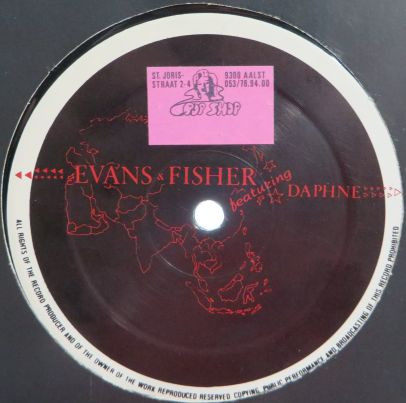 ST. JORIS-
STRAAT 2-4
9300 AALST
053/76.94.00
POP SHOP
EVANS & FISHER
featuring
DAPHNE
ALL RIGHTS OF THE RECORD PRODUCER AND OF THE OWNER OF THE WORK REPRODUCED RESERVED COPYING, PUBLIC PERFORMANCE AND BROADCASTING OF THIS RECORD PROHIBITED